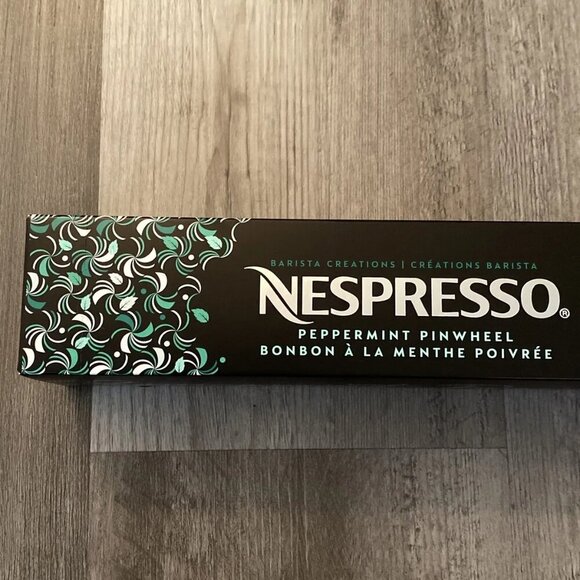 BARISTA CREATIONS | CRÉATIONS BARISTA
NESPRESSO®
PEPPERMINT PINWHEEL
BONBON À LA MENTHE POIVRÉE